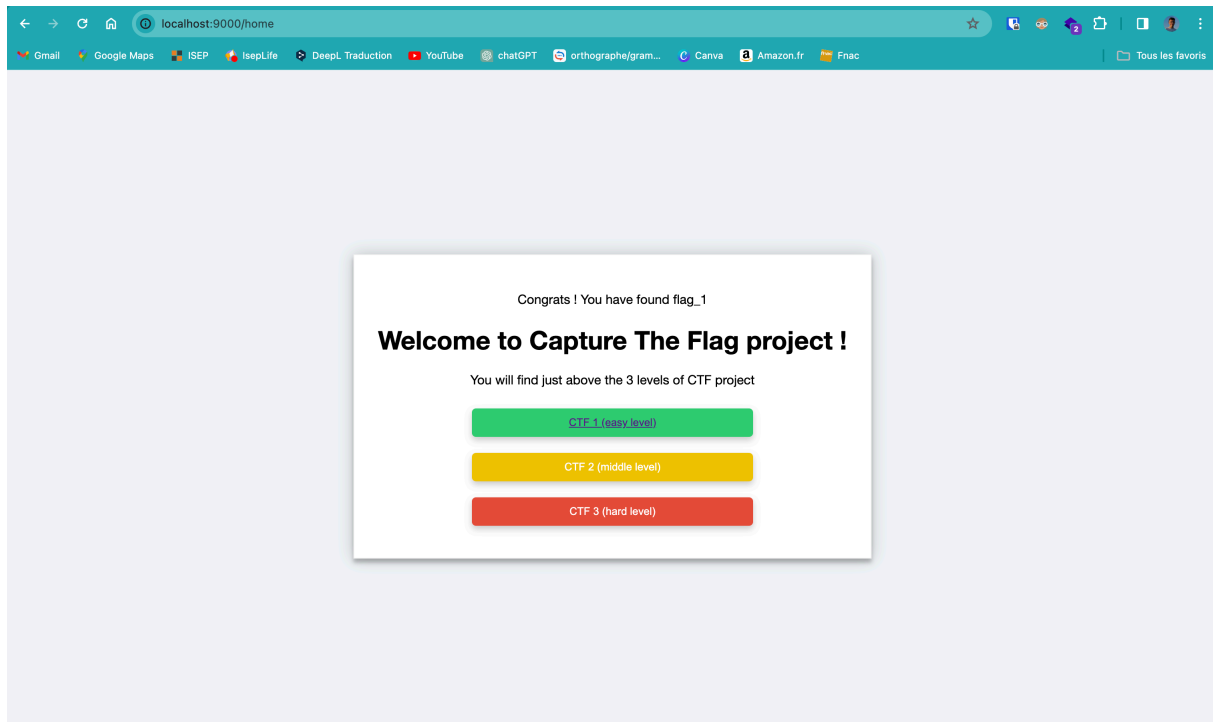 localhost:9000/home
2
Gmail Google Maps ISEP IsepLife DeepL Traduction YouTube chatGPT orthographe/gram... Canva a Amazon.fr fnac Fnac Tous les favoris
Congrats ! You have found flag_1
Welcome to Capture The Flag project !
You will find just above the 3 levels of CTF project
CTF 1 (easy level)
CTF 2 (middle level)
CTF 3 (hard level)